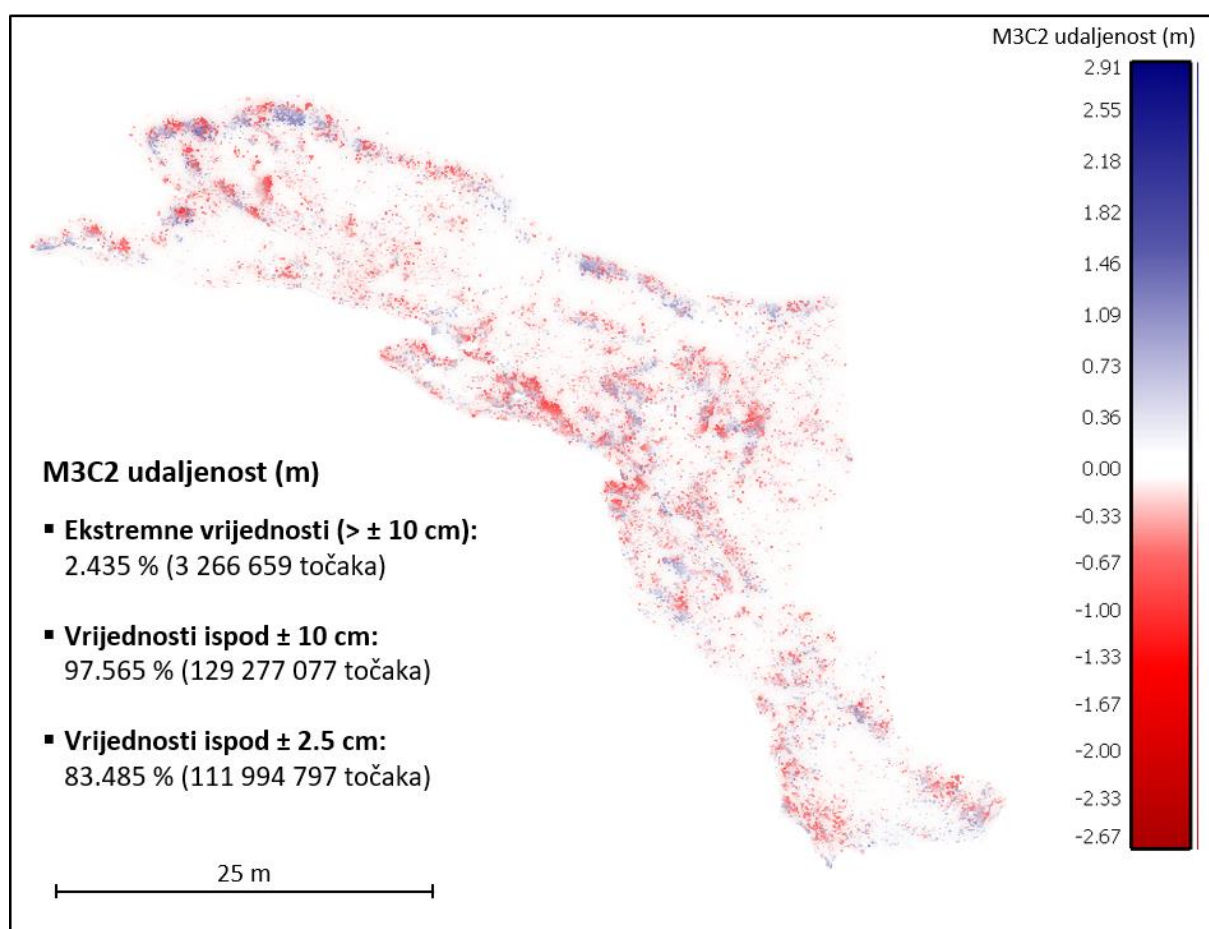 M3C2 udaljenost (m)
2.91
2.55
2.18
1.82
1.46
1.09
0.73
0.36
0.00
-0.33
-0.67
-1.00
-1.33
-1.67
-2.00
-2.33
-2.67
M3C2 udaljenost (m)
▪ Ekstremne vrijednosti (> ± 10 cm):
2.435 % (3 266 659 točaka)
▪ Vrijednosti ispod ± 10 cm:
97.565 % (129 277 077 točaka)
▪ Vrijednosti ispod ± 2.5 cm:
83.485 % (111 994 797 točaka)
25 m